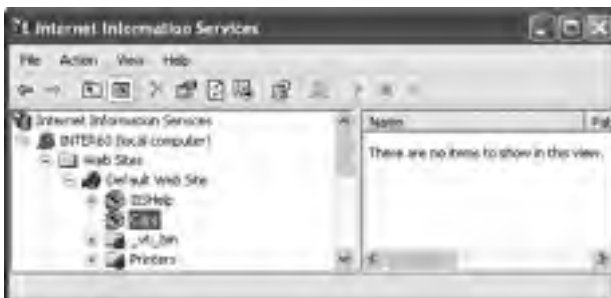 Internet Information Services
File Action View Help
Internet Information Services
INTER60 (local computer)
Web Sites
Default Web Site
IISHelp
_vti_bin
Printers
Name
Pat
There are no items to show in this view.